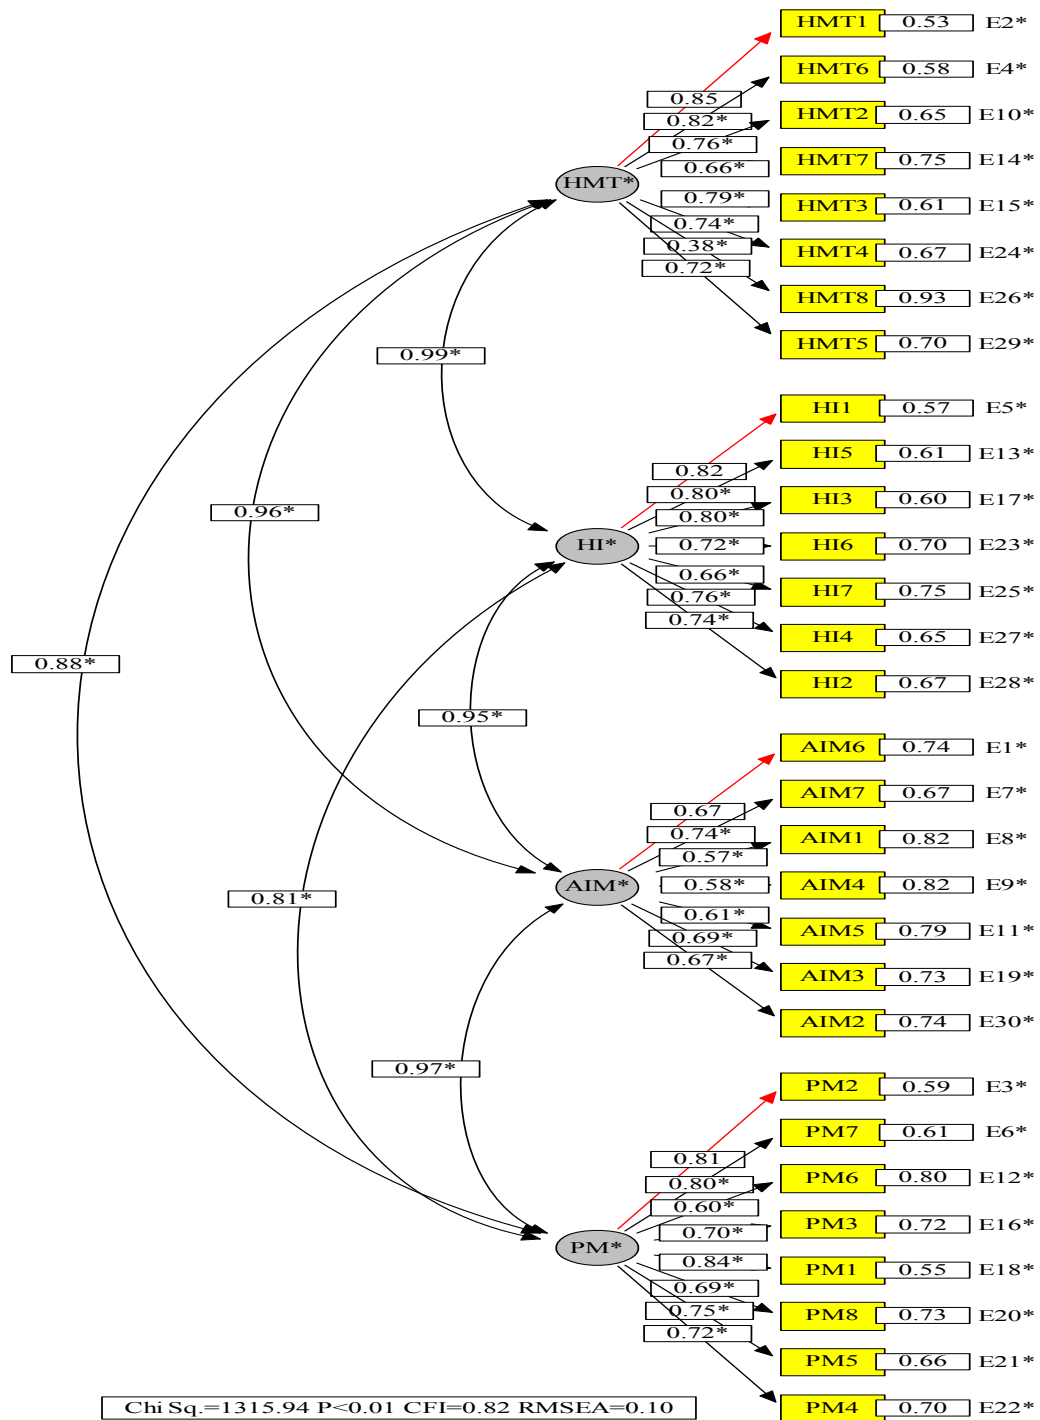 HMT1 0.53 E2*
HMT6 0.58 E4*
HMT2 0.65 E10*
HMT7 0.75 E14*
HMT3 0.61 E15*
HMT4 0.67 E24*
HMT8 0.93 E26*
HMT5 0.70 E29*
0.85
0.82*
0.76*
0.66*
0.79*
0.74*
0.38*
0.72*
HMT*
0.99*
HI1 0.57 E5*
HI5 0.61 E13*
HI3 0.60 E17*
HI6 0.70 E23*
HI7 0.75 E25*
HI4 0.65 E27*
HI2 0.67 E28*
0.82
0.80*
0.80*
0.72*
0.66*
0.76*
0.74*
HI*
0.96*
0.88*
0.95*
AIM6 0.74 E1*
AIM7 0.67 E7*
AIM1 0.82 E8*
AIM4 0.82 E9*
AIM5 0.79 E11*
AIM3 0.73 E19*
AIM2 0.74 E30*
0.67
0.74*
0.57*
0.58*
0.61*
0.69*
0.67*
AIM*
0.81*
0.97*
PM2 0.59 E3*
PM7 0.61 E6*
PM6 0.80 E12*
PM3 0.72 E16*
PM1 0.55 E18*
PM8 0.73 E20*
PM5 0.66 E21*
PM4 0.70 E22*
0.81
0.80*
0.60*
0.70*
0.84*
0.69*
0.75*
0.72*
PM*
Chi Sq.=1315.94 P<0.01 CFI=0.82 RMSEA=0.10